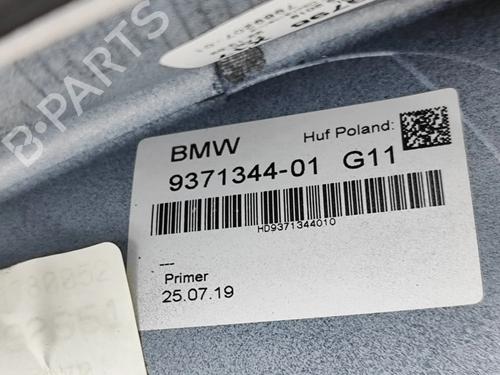 B-PARTS
BMW
Huf Poland:
9371344-01 G11
HD9371344010
---
Primer
25.07.19